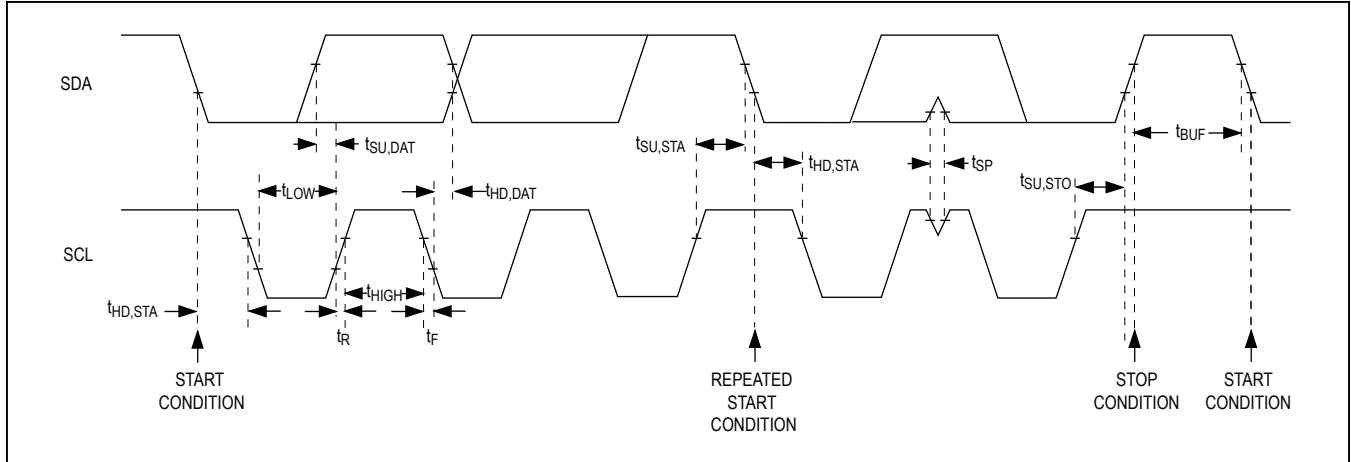 SDA
tSU,DAT
tSU,STA
tHD,STA
tSP
tBUF
tLOW
tHD,DAT
tSU,STO
SCL
tHIGH
tHD,STA
tR
tF
START
CONDITION
REPEATED
START
CONDITION
STOP
CONDITION
START
CONDITION